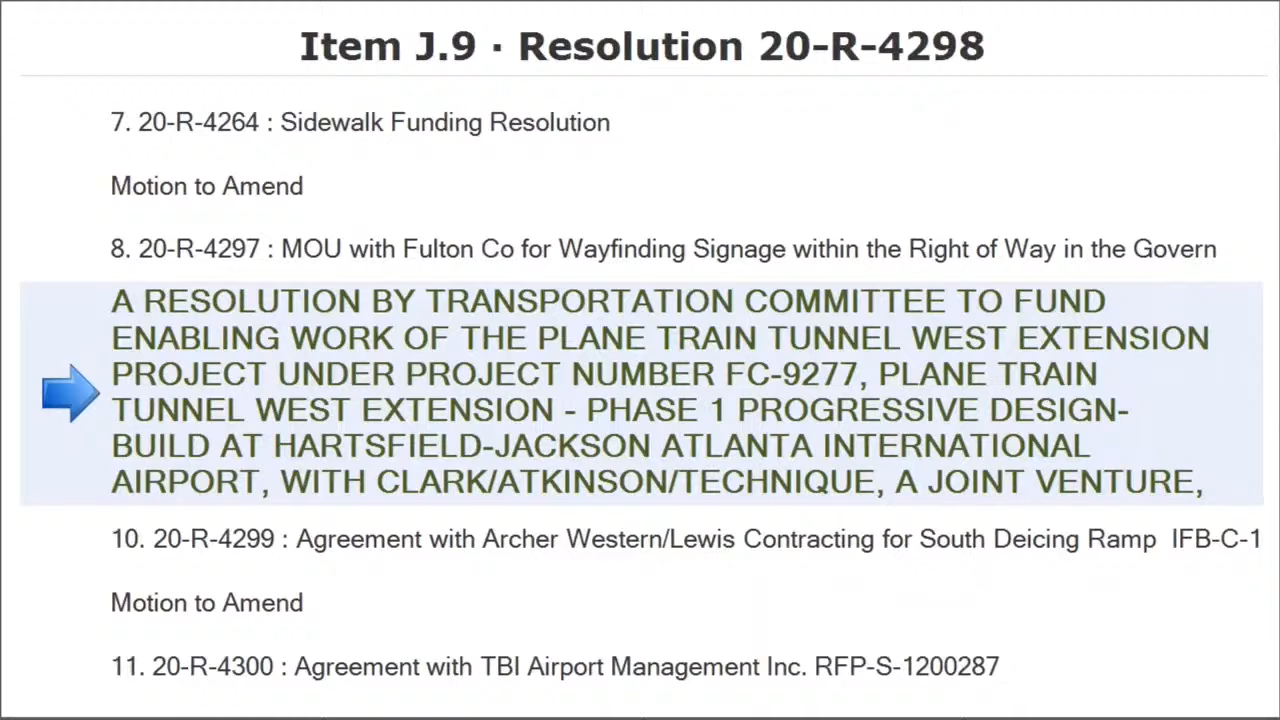 Item J.9 · Resolution 20-R-4298
7. 20-R-4264 : Sidewalk Funding Resolution
Motion to Amend
8. 20-R-4297 : MOU with Fulton Co for Wayfinding Signage within the Right of Way in the Govern
A RESOLUTION BY TRANSPORTATION COMMITTEE TO FUND
ENABLING WORK OF THE PLANE TRAIN TUNNEL WEST EXTENSION
PROJECT UNDER PROJECT NUMBER FC-9277, PLANE TRAIN
TUNNEL WEST EXTENSION - PHASE 1 PROGRESSIVE DESIGN-
BUILD AT HARTSFIELD-JACKSON ATLANTA INTERNATIONAL
AIRPORT, WITH CLARK/ATKINSON/TECHNIQUE, A JOINT VENTURE,
10. 20-R-4299 : Agreement with Archer Western/Lewis Contracting for South Deicing Ramp  IFB-C-1
Motion to Amend
11. 20-R-4300 : Agreement with TBI Airport Management Inc. RFP-S-1200287